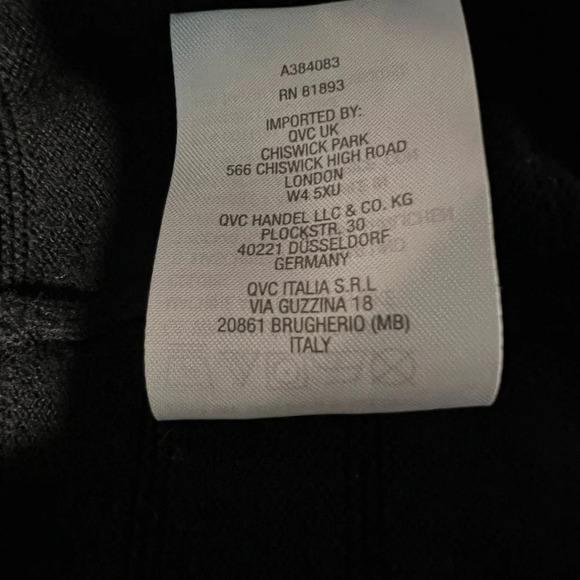 A384083
RN 81893
IMPORTED BY:
QVC UK
CHISWICK PARK
566 CHISWICK HIGH ROAD
LONDON
W4 5XU
QVC HANDEL LLC & CO. KG
PLOCKSTR. 30
40221 DÜSSELDORF
GERMANY
QVC ITALIA S.R.L
VIA GUZZINA 18
20861 BRUGHERIO (MB)
ITALY